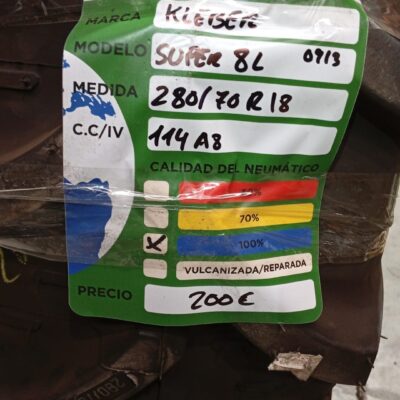 MARCA KLEBER
MODELO SUPER 8L 0913
MEDIDA 280/70 R18
C.C/IV 114 A8
CALIDAD DEL NEUMÁTICO
70%
100%
VULCANIZADA/REPARADA
PRECIO 200€